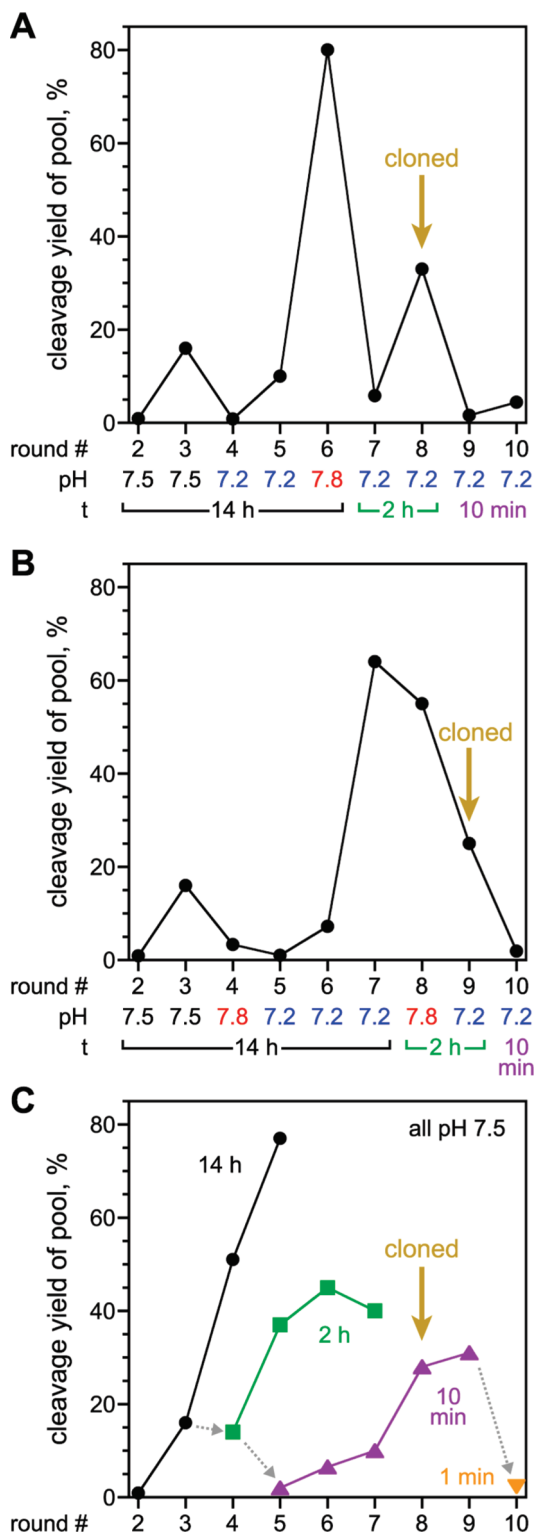 A
cleavage yield of pool, %
80
60
40
20
0
cloned
round # 2 3 4 5 6 7 8 9 10
pH 7.5 7.5 7.2 7.2 7.8 7.2 7.2 7.2 7.2
t 14 h 2 h 10 min
B
cleavage yield of pool, %
80
60
40
20
0
cloned
round # 2 3 4 5 6 7 8 9 10
pH 7.5 7.5 7.8 7.2 7.2 7.2 7.8 7.2 7.2
t 14 h 2 h 10
min
C
cleavage yield of pool, %
80
60
40
20
0
all pH 7.5
14 h
cloned
2 h
10
min
1 min
round # 2 3 4 5 6 7 8 9 10